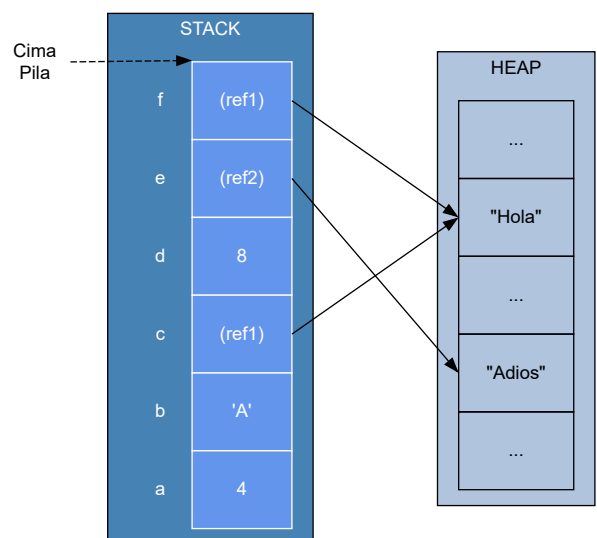 STACK
Cima
Pila
HEAP
f
(ref1)
...
e
(ref2)
"Hola"
d
8
...
c
(ref1)
"Adios"
b
'A'
...
a
4